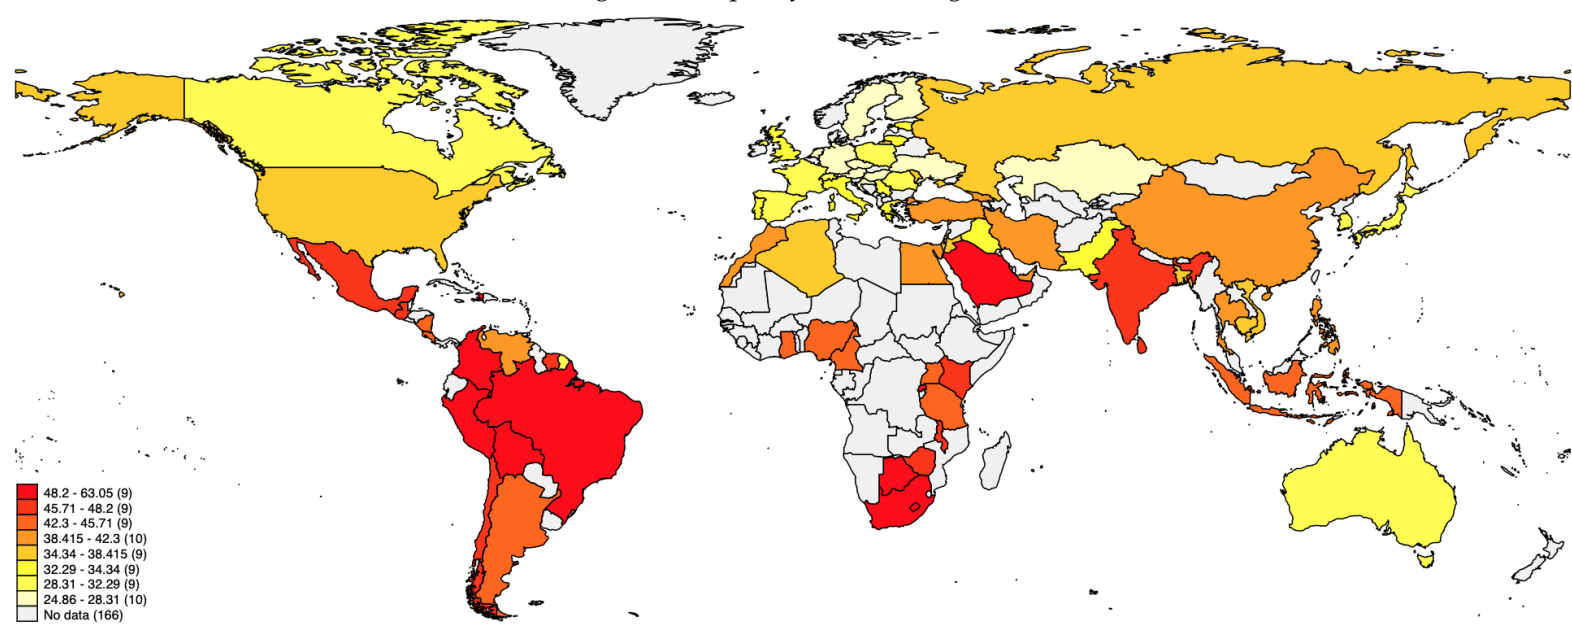 48.2 - 63.05 (9)
45.71 - 48.2 (9)
42.3 - 45.71 (9)
38.415 - 42.3 (10)
34.34 - 38.415 (9)
32.29 - 34.34 (9)
28.31 - 32.29 (9)
24.86 - 28.31 (10)
No data (166)